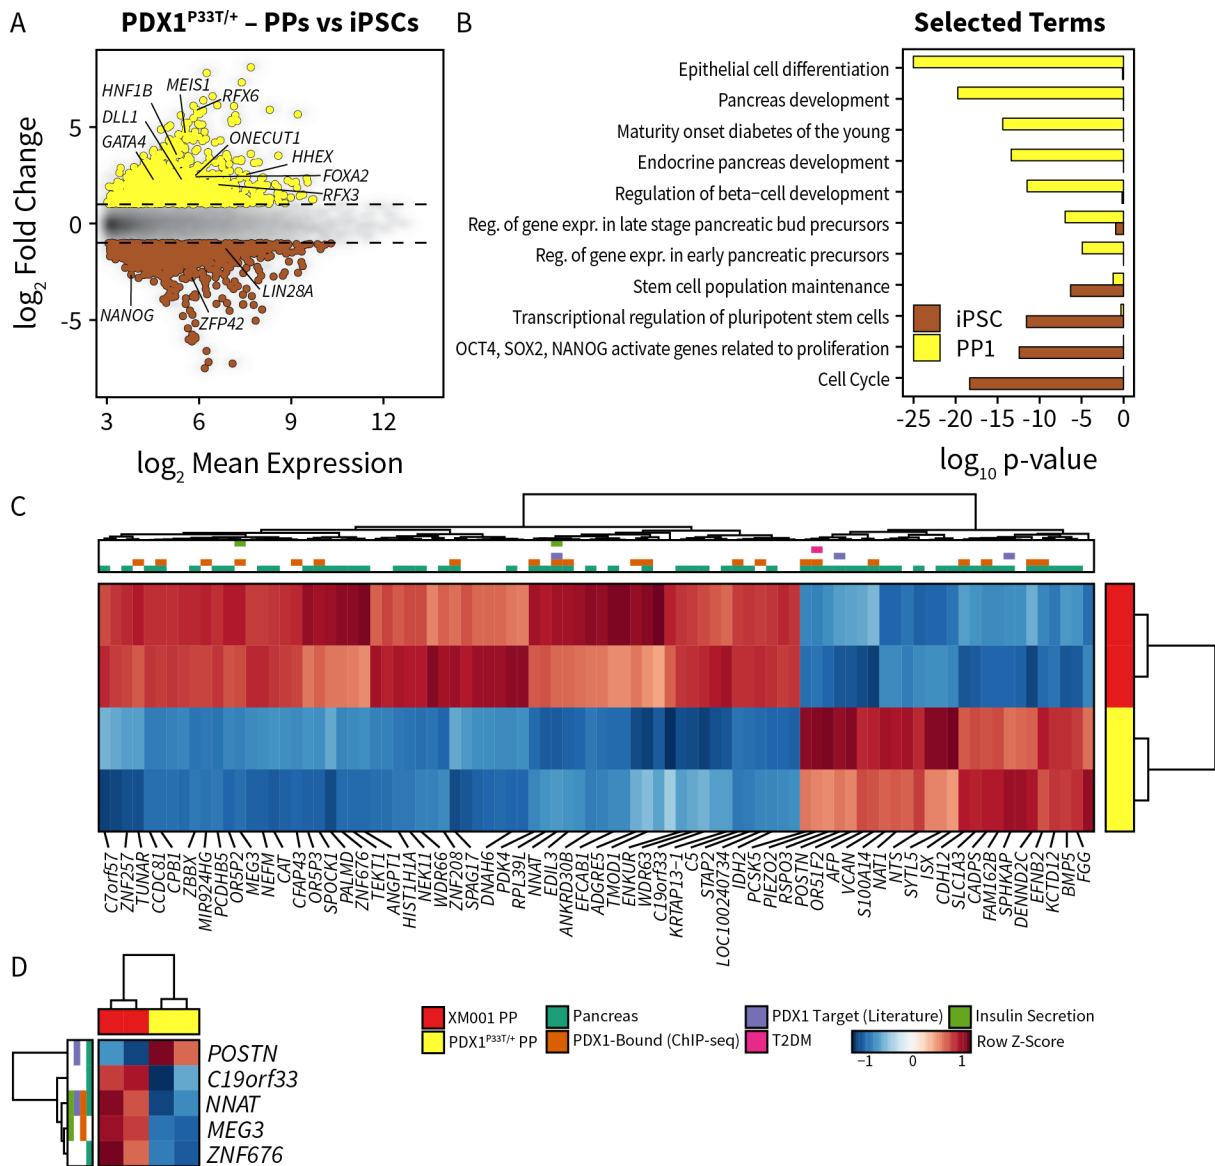 A
PDX1P33T/+ – PPs vs iPSCs
log2 Fold Change
5
0
-5
HNF1B
MEIS1
RFX6
DLL1
GATA4
ONECUT1
HHEX
FOXA2
RFX3
LIN28A
NANOG
ZFP42
3 6 9 12
log2 Mean Expression
B
Selected Terms
Epithelial cell differentiation
Pancreas development
Maturity onset diabetes of the young
Endocrine pancreas development
Regulation of beta−cell development
Reg. of gene expr. in late stage pancreatic bud precursors
Reg. of gene expr. in early pancreatic precursors
Stem cell population maintenance
Transcriptional regulation of pluripotent stem cells
OCT4, SOX2, NANOG activate genes related to proliferation
Cell Cycle
iPSC
PP1
-25 -20 -15 -10 -5 0
log10 p-value
C
C7orf57
ZNF257
TUNAR
CCDC81
CPB1
ZBBX
MIR924HG
PCDHB5
OR5P2
MEG3
NEFM
CAT
CFAP43
OR5P3
SPOCK1
PALMD
ZNF676
TEKT1
ANGPT1
HIST1H1A
NEK11
WDR66
ZNF208
SPAG17
DNAH6
PDK4
RPL39L
NNAT
EDIL3
ANKRD30B
EFCAB1
ADGRE5
TMOD1
ENKUR
WDR63
C19orf33
KRTAP13−1
C5
STAP2
LOC100240734
IDH2
PCSK5
PIEZO2
RSPO3
POSTN
OR51F2
AFP
VCAN
S100A14
NAT1
NTS
SYTL5
ISX
CDH12
SLC1A3
CADPS
FAM162B
SPHKAP
DENND2C
EFNB2
KCTD12
BMP5
FGG
D
POSTN
C19orf33
NNAT
MEG3
ZNF676
XM001 PP
PDX1P33T/+ PP
Pancreas
PDX1-Bound (ChIP-seq)
PDX1 Target (Literature)
T2DM
Insulin Secretion
Row Z-Score
−1 0 1